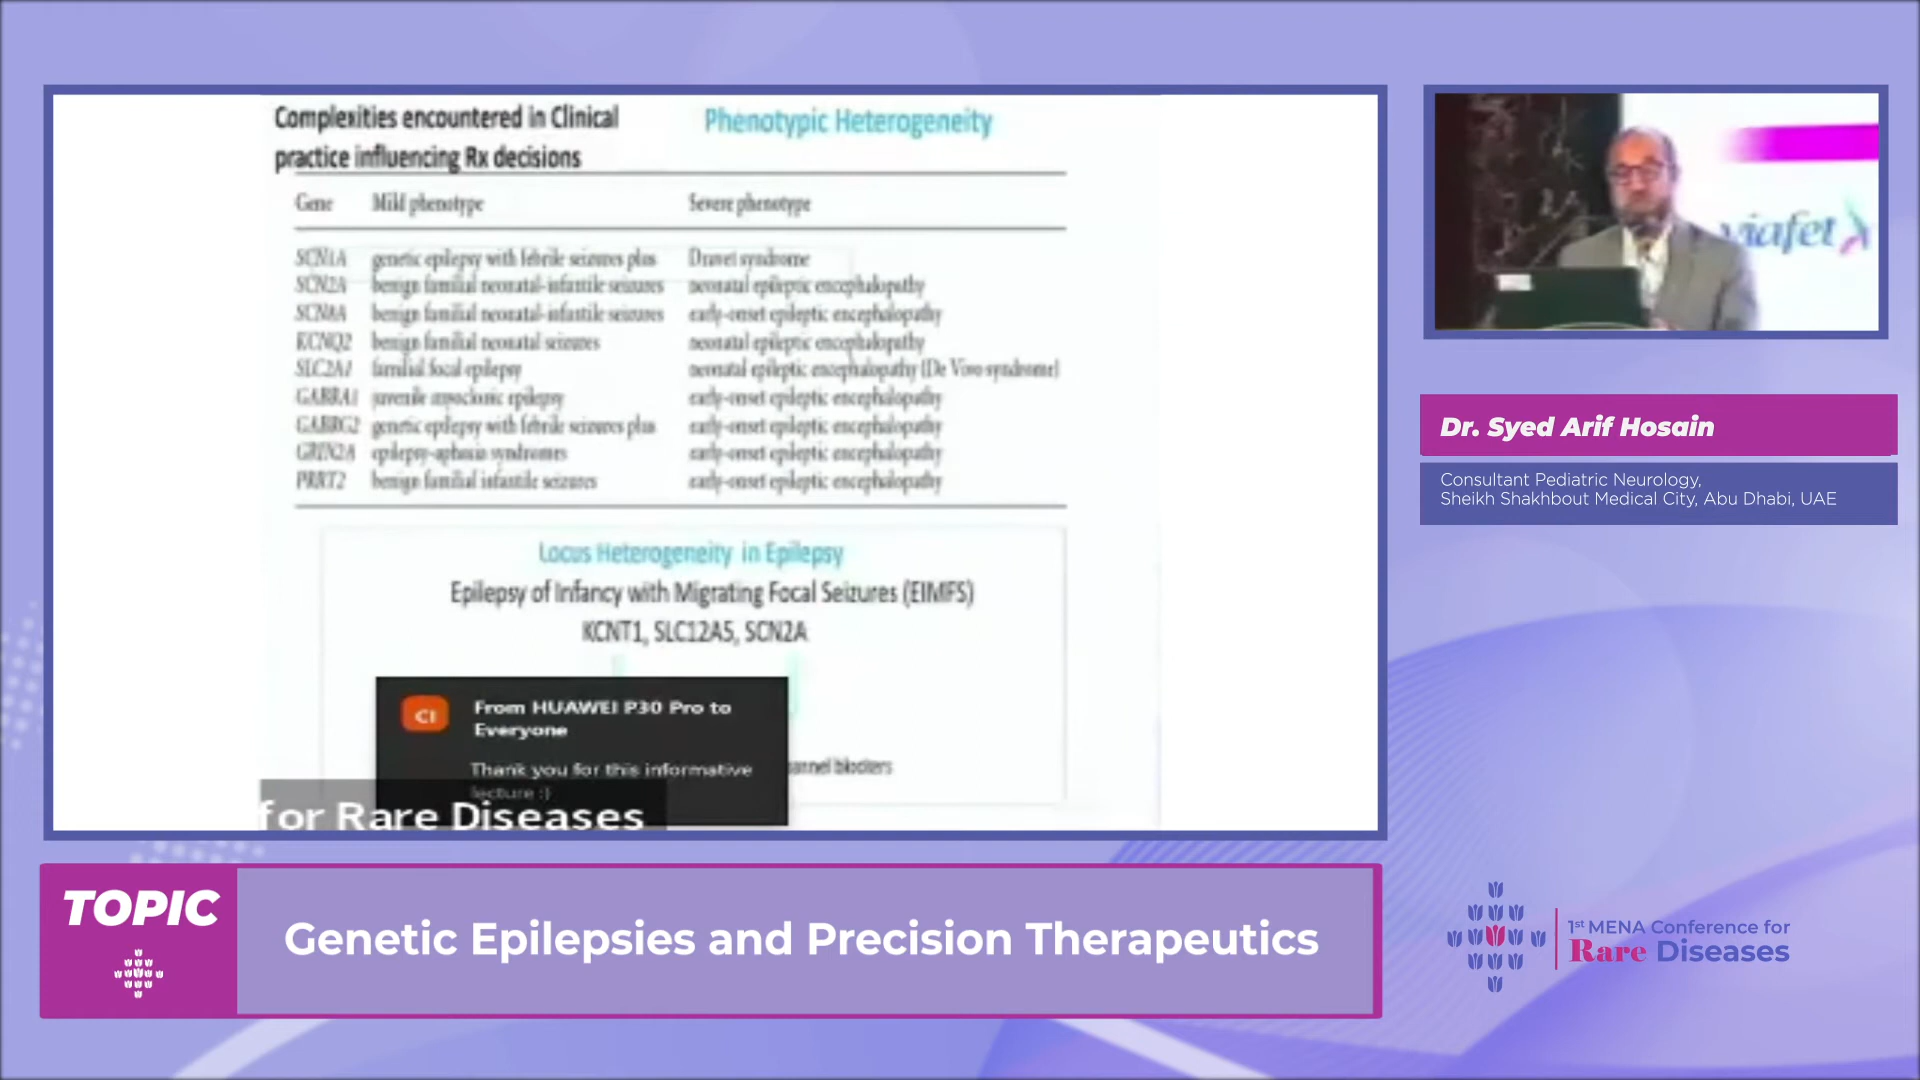 Complexities encountered in Clinical
practice influencing Rx decisions
Phenotypic Heterogeneity
Gene Mild phenotype Severe phenotype
SCN1A genetic epilepsy with febrile seizures plus Dravet syndrome
SCN2A benign familial neonatal-infantile seizures neonatal epileptic encephalopathy
SCN8A benign familial neonatal-infantile seizures early-onset epileptic encephalopathy
KCNQ2 benign familial neonatal seizures neonatal epileptic encephalopathy
SLC2A1 familial focal epilepsy neonatal epileptic encephalopathy (De Vivo syndrome)
GABRA1 juvenile myoclonic epilepsy early-onset epileptic encephalopathy
GABRG2 genetic epilepsy with febrile seizures plus early-onset epileptic encephalopathy
GRIN2A epilepsy-aphasia syndromes early-onset epileptic encephalopathy
PRRT2 benign familial infantile seizures early-onset epileptic encephalopathy
Locus Heterogeneity in Epilepsy
Epilepsy of Infancy with Migrating Focal Seizures (EIMFS)
KCNT1, SLC12A5, SCN2A
CI
From HUAWEI P30 Pro to
Everyone
Thank you for this informative
lecture :)
blockers
for Rare Diseases
viafet
Dr. Syed Arif Hosain
Consultant Pediatric Neurology,
Sheikh Shakhbout Medical City, Abu Dhabi, UAE
TOPIC
Genetic Epilepsies and Precision Therapeutics
1st MENA Conference for
Rare Diseases